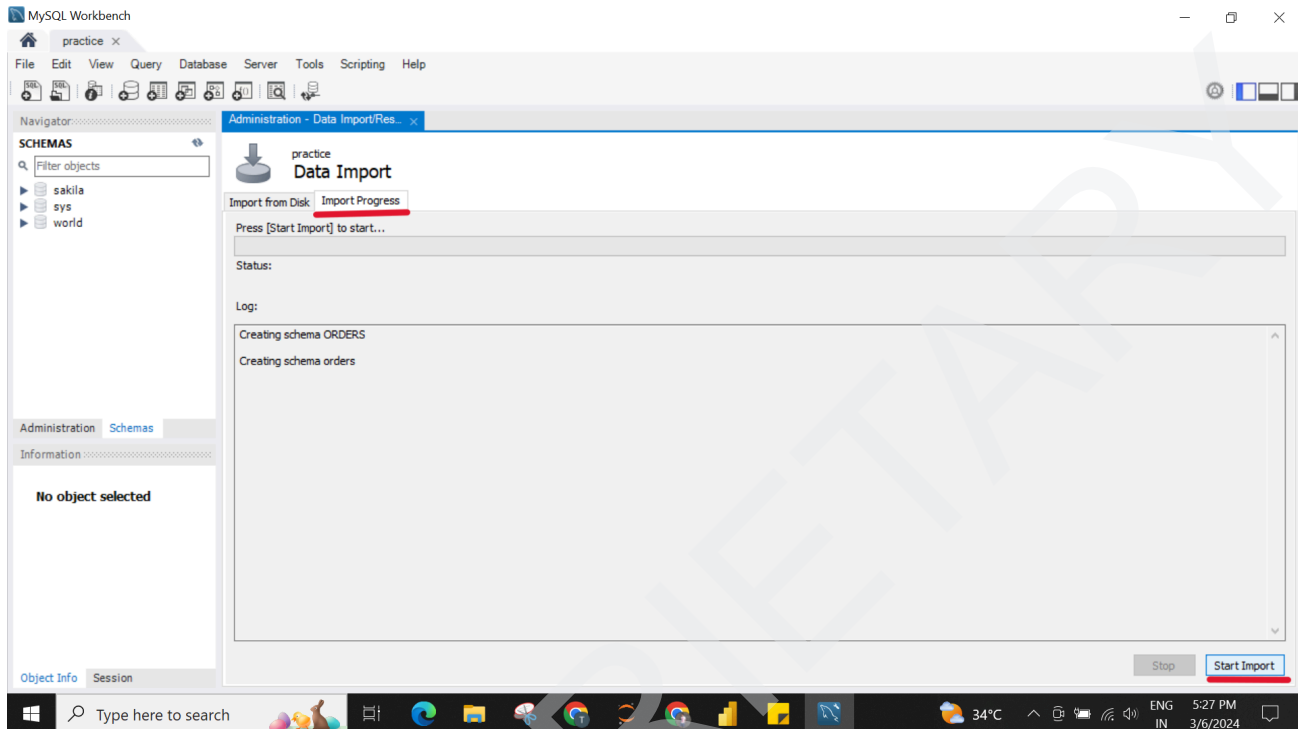 MySQL Workbench
practice
File Edit View Query Database Server Tools Scripting Help
Navigator
SCHEMAS
Filter objects
sakila
sys
world
Administration Schemas
Information
No object selected
Object Info Session
Administration - Data Import/Res...
practice
Data Import
Import from Disk Import Progress
Press [Start Import] to start...
Status:
Log:
Creating schema ORDERS
Creating schema orders
Stop Start Import
Type here to search
34°C
ENG
IN
5:27 PM
3/6/2024
PIETARY